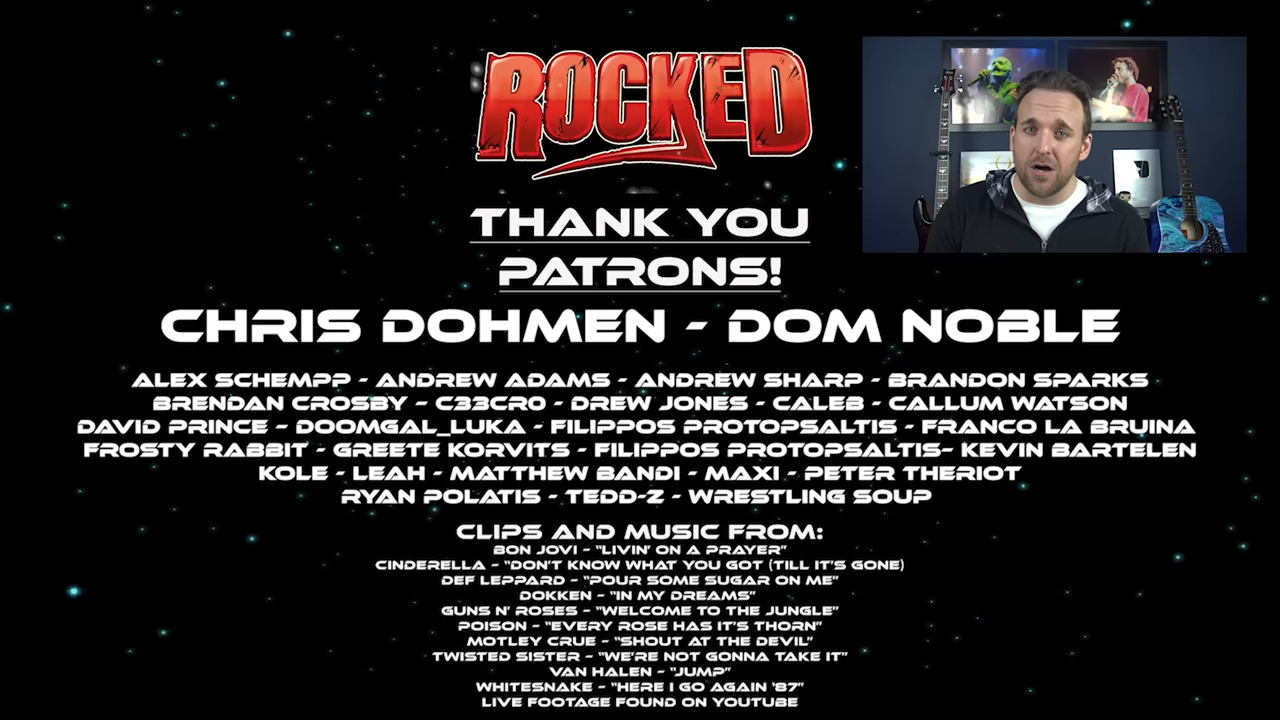 ROCKED
THANK YOU
PATRONS!
CHRIS DOHMEN - DOM NOBLE
ALEX SCHEMPP - ANDREW ADAMS - ANDREW SHARP - BRANDON SPARKS
BRENDAN CROSBY - C33CR0 - DREW JONES - CALEB - CALLUM WATSON
DAVID PRINCE - DOOMGAL_LUKA - FILIPPOS PROTOPSALTIS - FRANCO LA BRUINA
FROSTY RABBIT - GREETE KORVITS - FILIPPOS PROTOPSALTIS- KEVIN BARTELEN
KOLE - LEAH - MATTHEW BANDI - MAXI - PETER THERIOT
RYAN POLATIS - TEDD-Z - WRESTLING SOUP
CLIPS AND MUSIC FROM:
BON JOVI - "LIVIN' ON A PRAYER"
CINDERELLA - "DON'T KNOW WHAT YOU GOT (TILL IT'S GONE)
DEF LEPPARD - "POUR SOME SUGAR ON ME"
DOKKEN - "IN MY DREAMS"
GUNS N' ROSES - "WELCOME TO THE JUNGLE"
POISON - "EVERY ROSE HAS IT'S THORN"
MOTLEY CRUE - "SHOUT AT THE DEVIL"
TWISTED SISTER - "WE'RE NOT GONNA TAKE IT"
VAN HALEN - "JUMP"
WHITESNAKE - "HERE I GO AGAIN '87"
LIVE FOOTAGE FOUND ON YOUTUBE